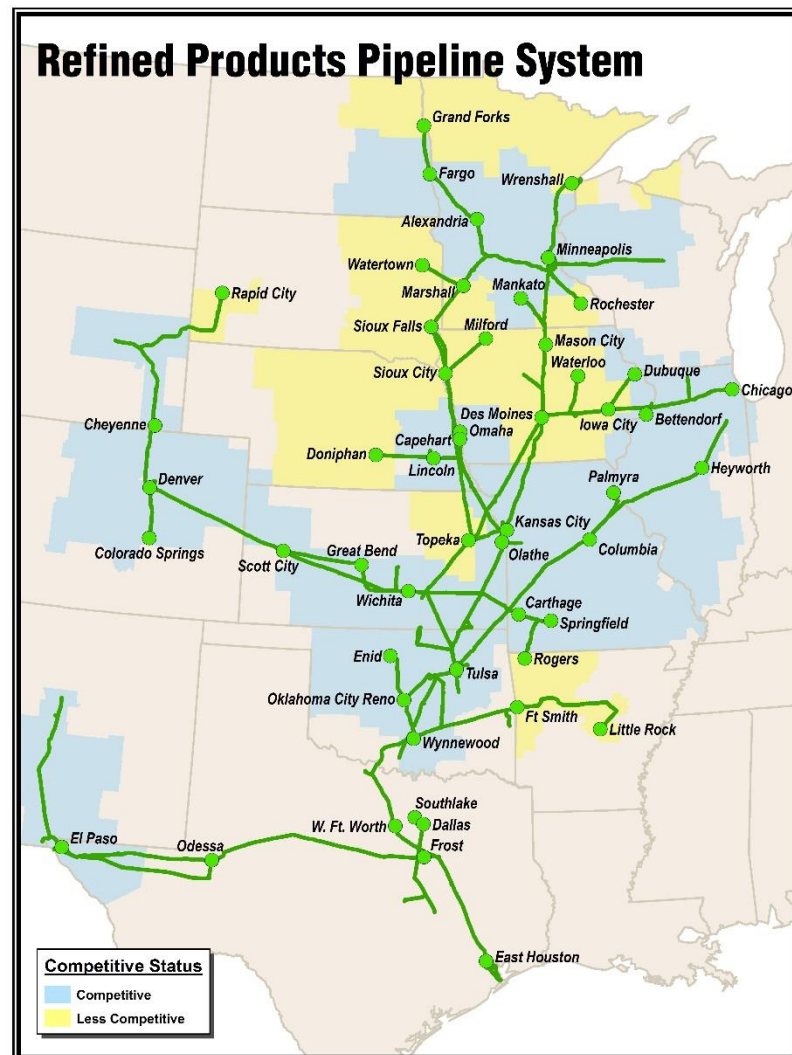 Refined Products Pipeline System
Grand Forks
Fargo
Wrenshall
Alexandria
Minneapolis
Watertown
Mankato
Rapid City
Marshall
Rochester
Sioux Falls
Milford
Mason City
Waterloo
Dubuque
Sioux City
Chicago
Des Moines
Cheyenne
Omaha
Iowa City
Bettendorf
Capehart
Doniphan
Lincoln
Heyworth
Denver
Palmyra
Kansas City
Topeka
Olathe
Colorado Springs
Great Bend
Columbia
Scott City
Wichita
Carthage
Springfield
Enid
Tulsa
Rogers
Oklahoma City Reno
Ft Smith
Little Rock
Wynnewood
Southlake
W. Ft. Worth
Dallas
El Paso
Odessa
Frost
East Houston
Competitive Status
Competitive
Less Competitive